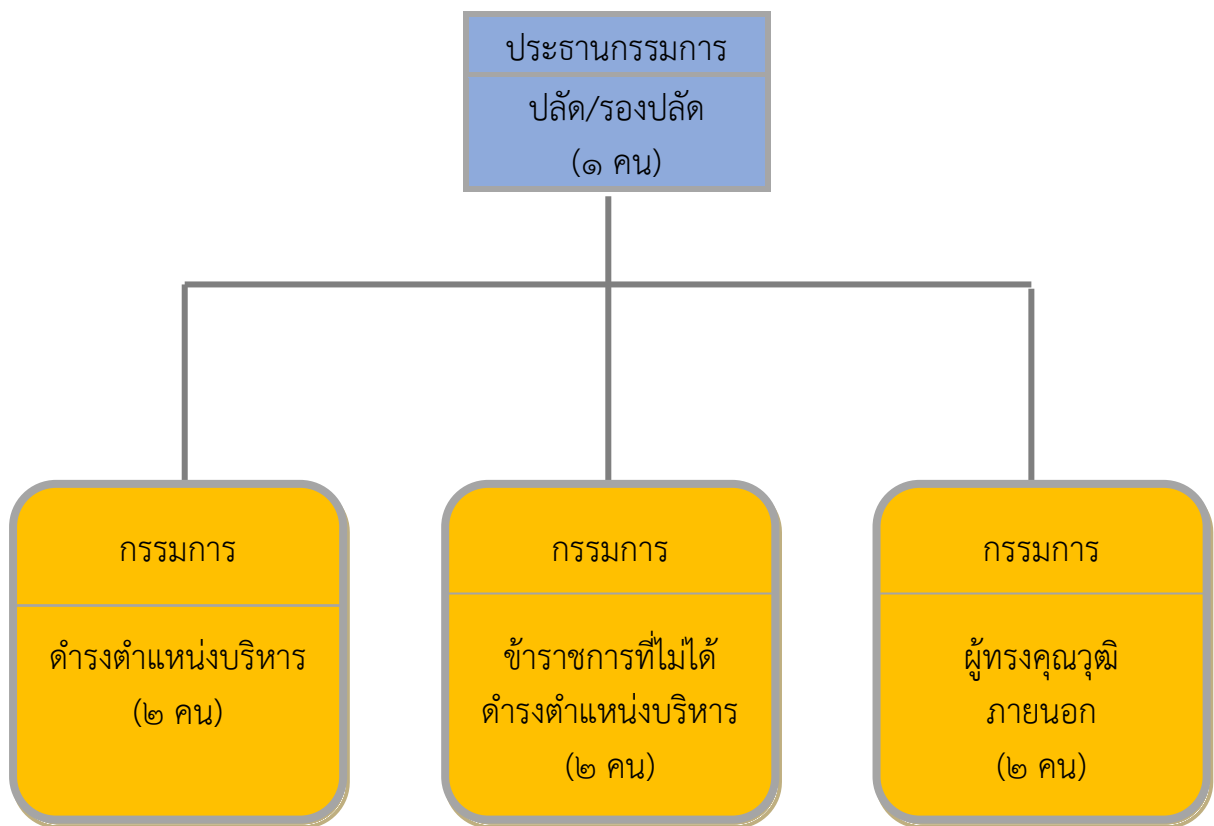 ประธานกรรมการ
ปลัด/รองปลัด
(๑ คน)
กรรมการ
ดำรงตำแหน่งบริหาร
(๒ คน)
กรรมการ
ข้าราชการที่ไม่ได้
ดำรงตำแหน่งบริหาร
(๒ คน)
กรรมการ
ผู้ทรงคุณวุฒิ
ภายนอก
(๒ คน)